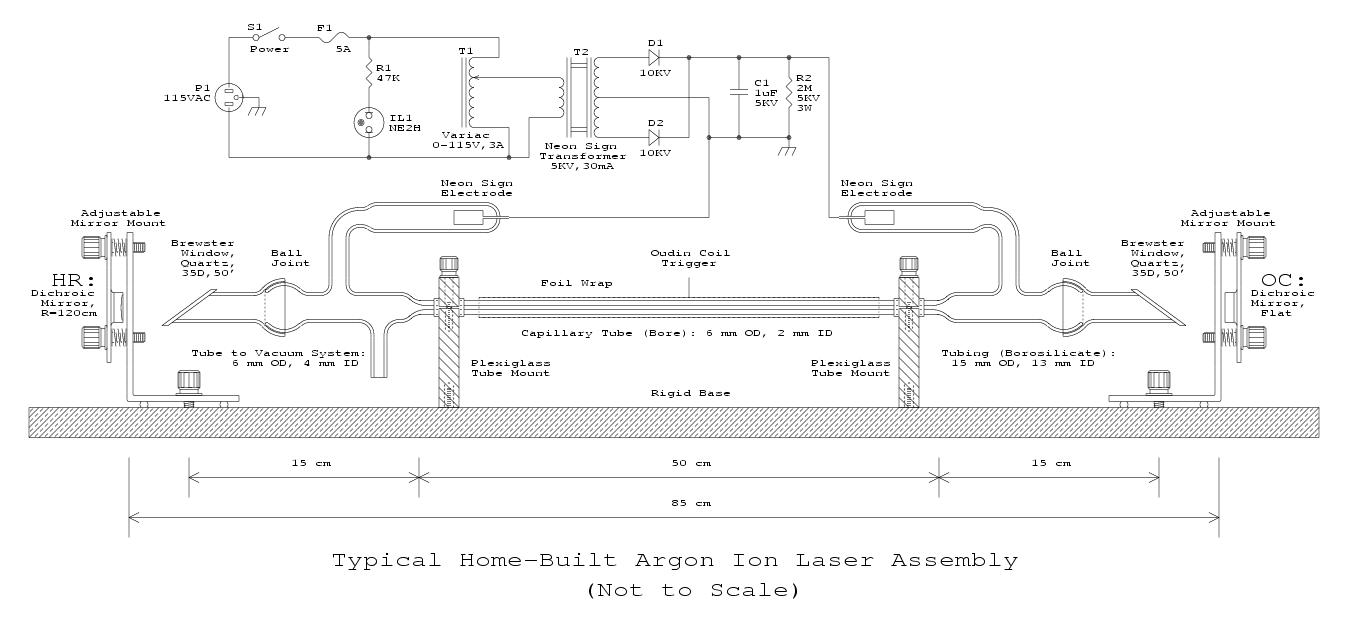 S1
Power
F1
5A
P1
115VAC
R1
47K
IL1
NE2H
T1
Variac
0-115V,3A
T2
Neon Sign
Transformer
5KV,30mA
D1
10KV
D2
10KV
C1
1uF
5KV
R2
2M
5KV
3W
Neon Sign
Electrode
Neon Sign
Electrode
Adjustable
Mirror Mount
Adjustable
Mirror Mount
Brewster
Window,
Quartz,
35D,50'
Ball
Joint
Oudin Coil
Trigger
Ball
Joint
Brewster
Window,
Quartz,
35D,50'
HR:
Dichroic
Mirror,
R=120cm
Foil Wrap
OC:
Dichroic
Mirror,
Flat
Capillary Tube (Bore): 6 mm OD, 2 mm ID
Tube to Vacuum System:
6 mm OD, 4 mm ID
Plexiglass
Tube Mount
Plexiglass
Tube Mount
Tubing (Borosilicate):
15 mm OD, 13 mm ID
Rigid Base
15 cm
50 cm
15 cm
85 cm
Typical Home-Built Argon Ion Laser Assembly
(Not to Scale)